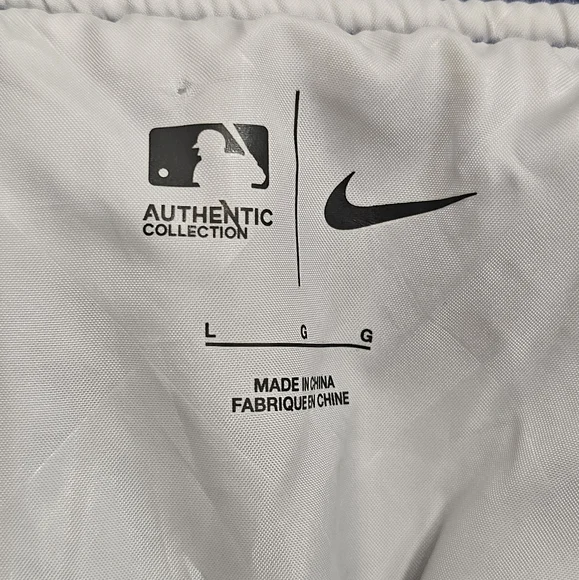 AUTHENTIC
COLLECTION
L G G
MADE IN CHINA
FABRIQUE EN CHINE